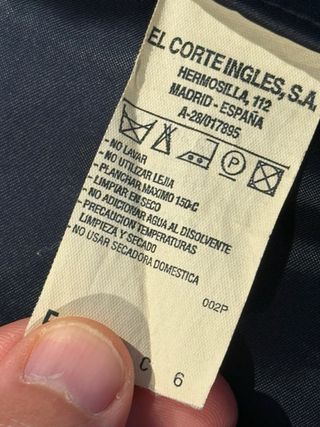 EL CORTE INGLES, S.A.
HERMOSILLA, 112
MADRID - ESPAÑA
A-28/017895
P
- NO LAVAR
- NO UTILIZAR LEJIA
- PLANCHAR MAXIMO 150·C
- LIMPIAR EN SECO
- NO ADICIONAR AGUA AL DISOLVENTE
- PRECAUCION TEMPERATURAS
LIMPIEZA Y SECADO
- NO USAR SECADORA DOMESTICA
002P
C 6